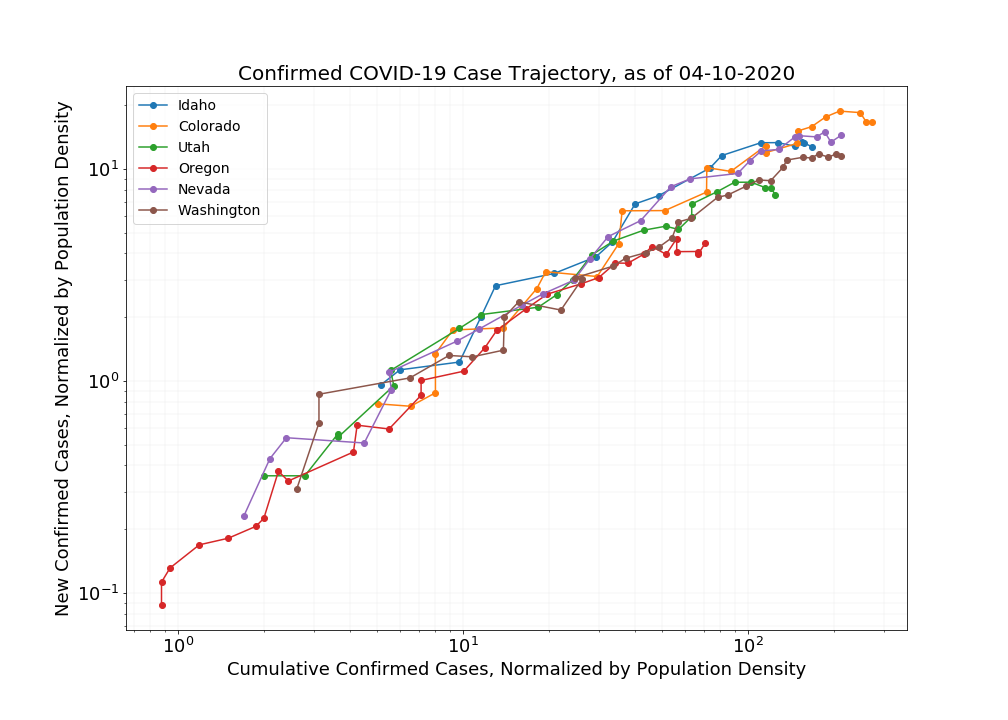 Confirmed COVID-19 Case Trajectory, as of 04-10-2020
Idaho
Colorado
Utah
Oregon
Nevada
Washington
New Confirmed Cases, Normalized by Population Density
10¹
10⁰
10⁻¹
10⁰ 10¹ 10²
Cumulative Confirmed Cases, Normalized by Population Density